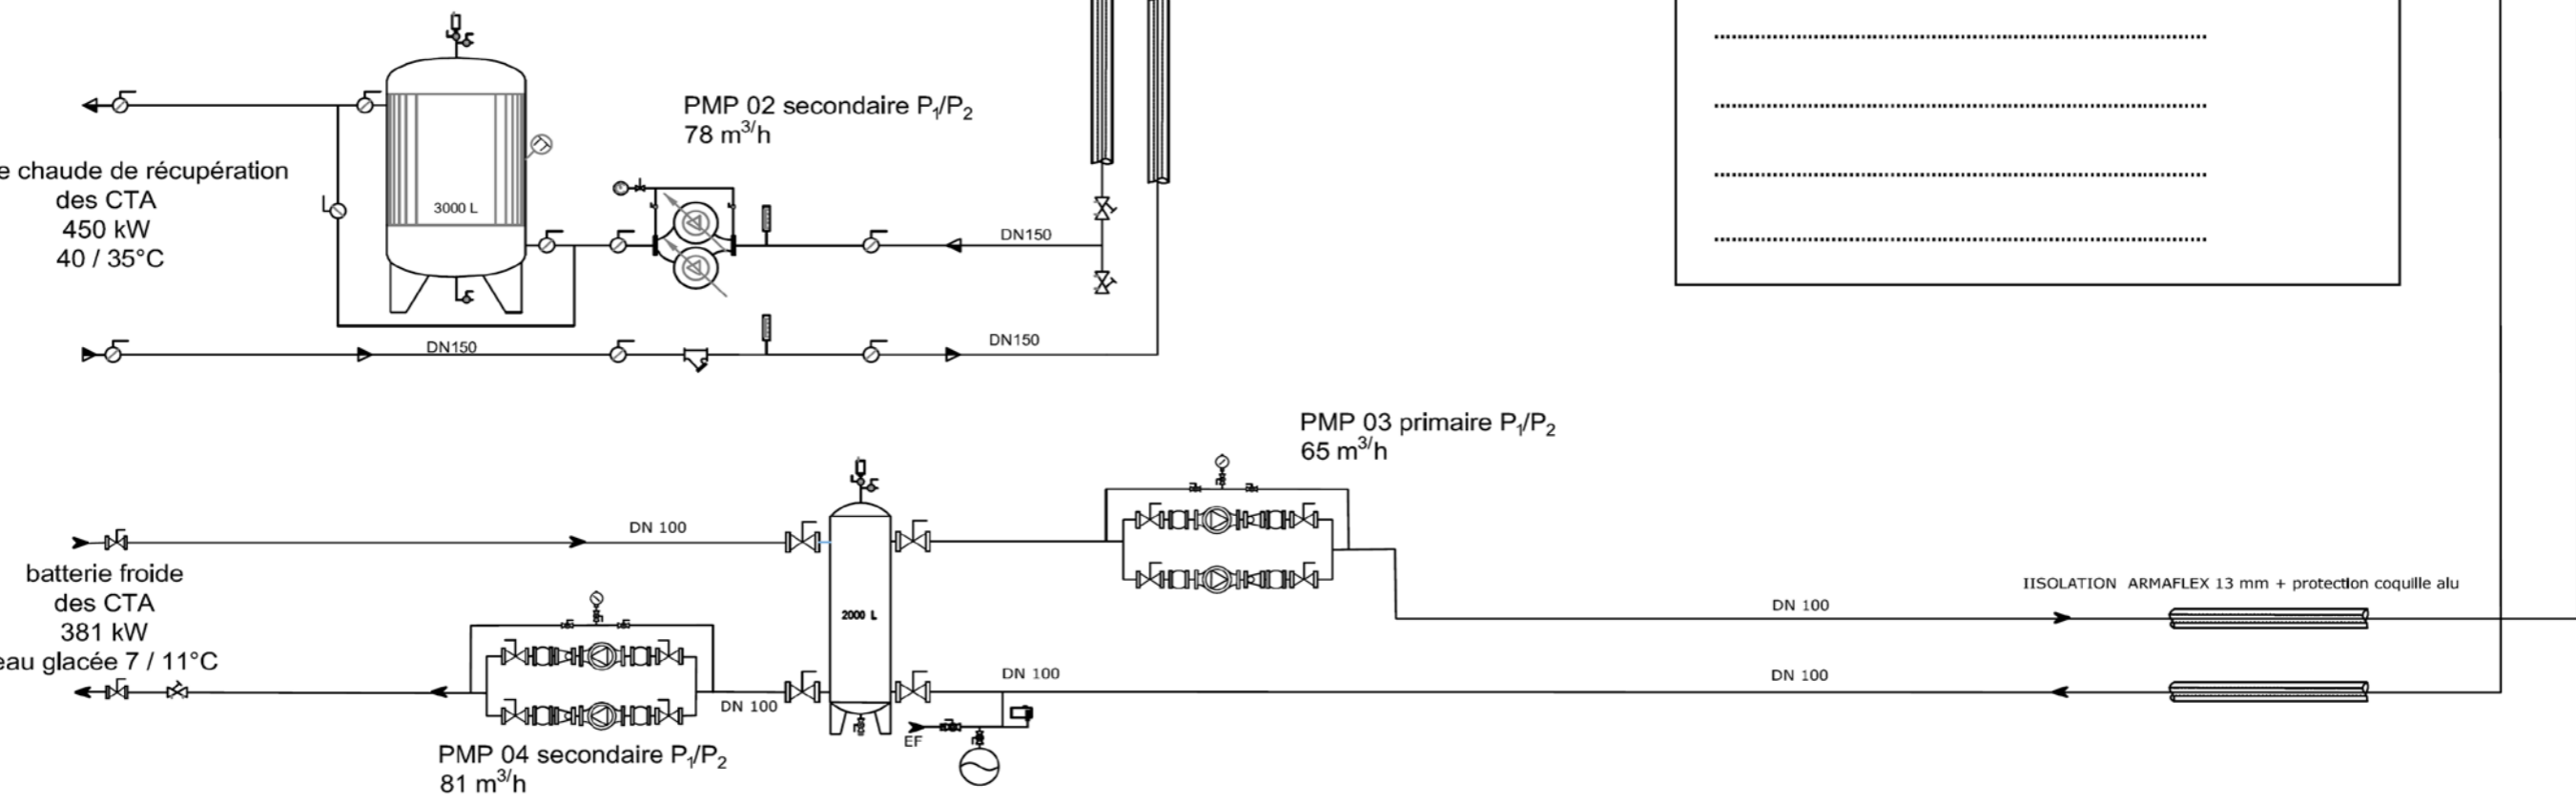 PMP 02 secondaire P₁/P₂
78 m³/h
e chaude de récupération
des CTA
450 kW
40 / 35°C
3000 L
DN150
DN150
DN150
PMP 03 primaire P₁/P₂
65 m³/h
DN 100
batterie froide
des CTA
381 kW
eau glacée 7 / 11°C
2000 L
IISOLATION ARMAFLEX 13 mm + protection coquille alu
DN 100
DN 100
DN 100
DN 100
EF
PMP 04 secondaire P₁/P₂
81 m³/h